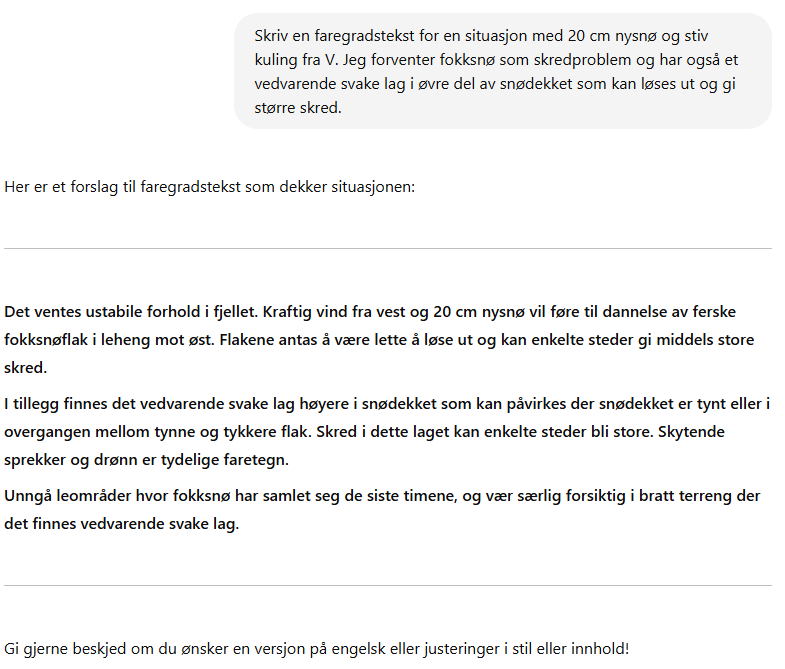 Skriv en faregradstekst for en situasjon med 20 cm nysnø og stiv
kuling fra V. Jeg forventer fokksnø som skredproblem og har også et
vedvarende svake lag i øvre del av snødekket som kan løses ut og gi
større skred.
Her er et forslag til faregradstekst som dekker situasjonen:
Det ventes ustabile forhold i fjellet. Kraftig vind fra vest og 20 cm nysnø vil føre til dannelse av ferske
fokksnøflak i leheng mot øst. Flakene antas å være lette å løse ut og kan enkelte steder gi middels store
skred.
I tillegg finnes det vedvarende svake lag høyere i snødekket som kan påvirkes der snødekket er tynt eller i
overgangen mellom tynne og tykkere flak. Skred i dette laget kan enkelte steder bli store. Skytende
sprekker og drønn er tydelige faretegn.
Unngå leområder hvor fokksnø har samlet seg de siste timene, og vær særlig forsiktig i bratt terreng der
det finnes vedvarende svake lag.
Gi gjerne beskjed om du ønsker en versjon på engelsk eller justeringer i stil eller innhold!